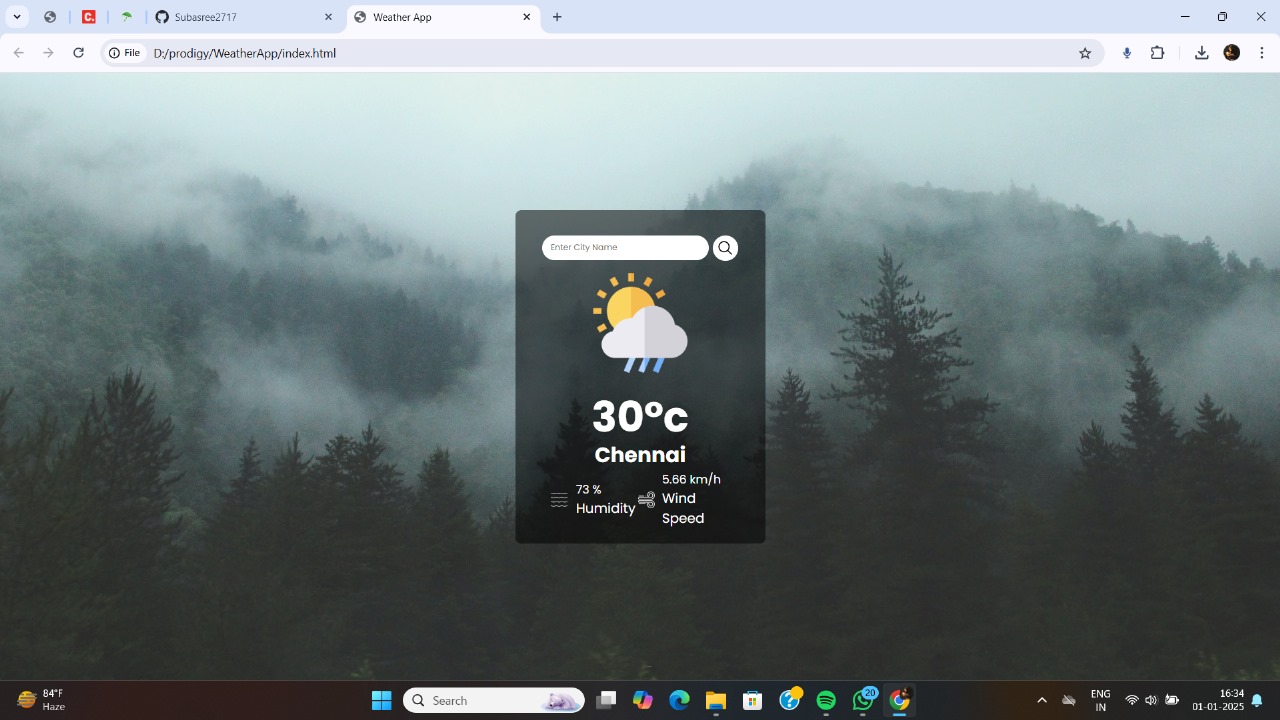 C.
Subasree2717
Weather App
File
D:/prodigy/WeatherApp/index.html
Enter City Name
30°c
Chennai
73 %
Humidity
5.66 km/h
Wind
Speed
84°F
Haze
Search
20
ENG
IN
16:34
01-01-2025